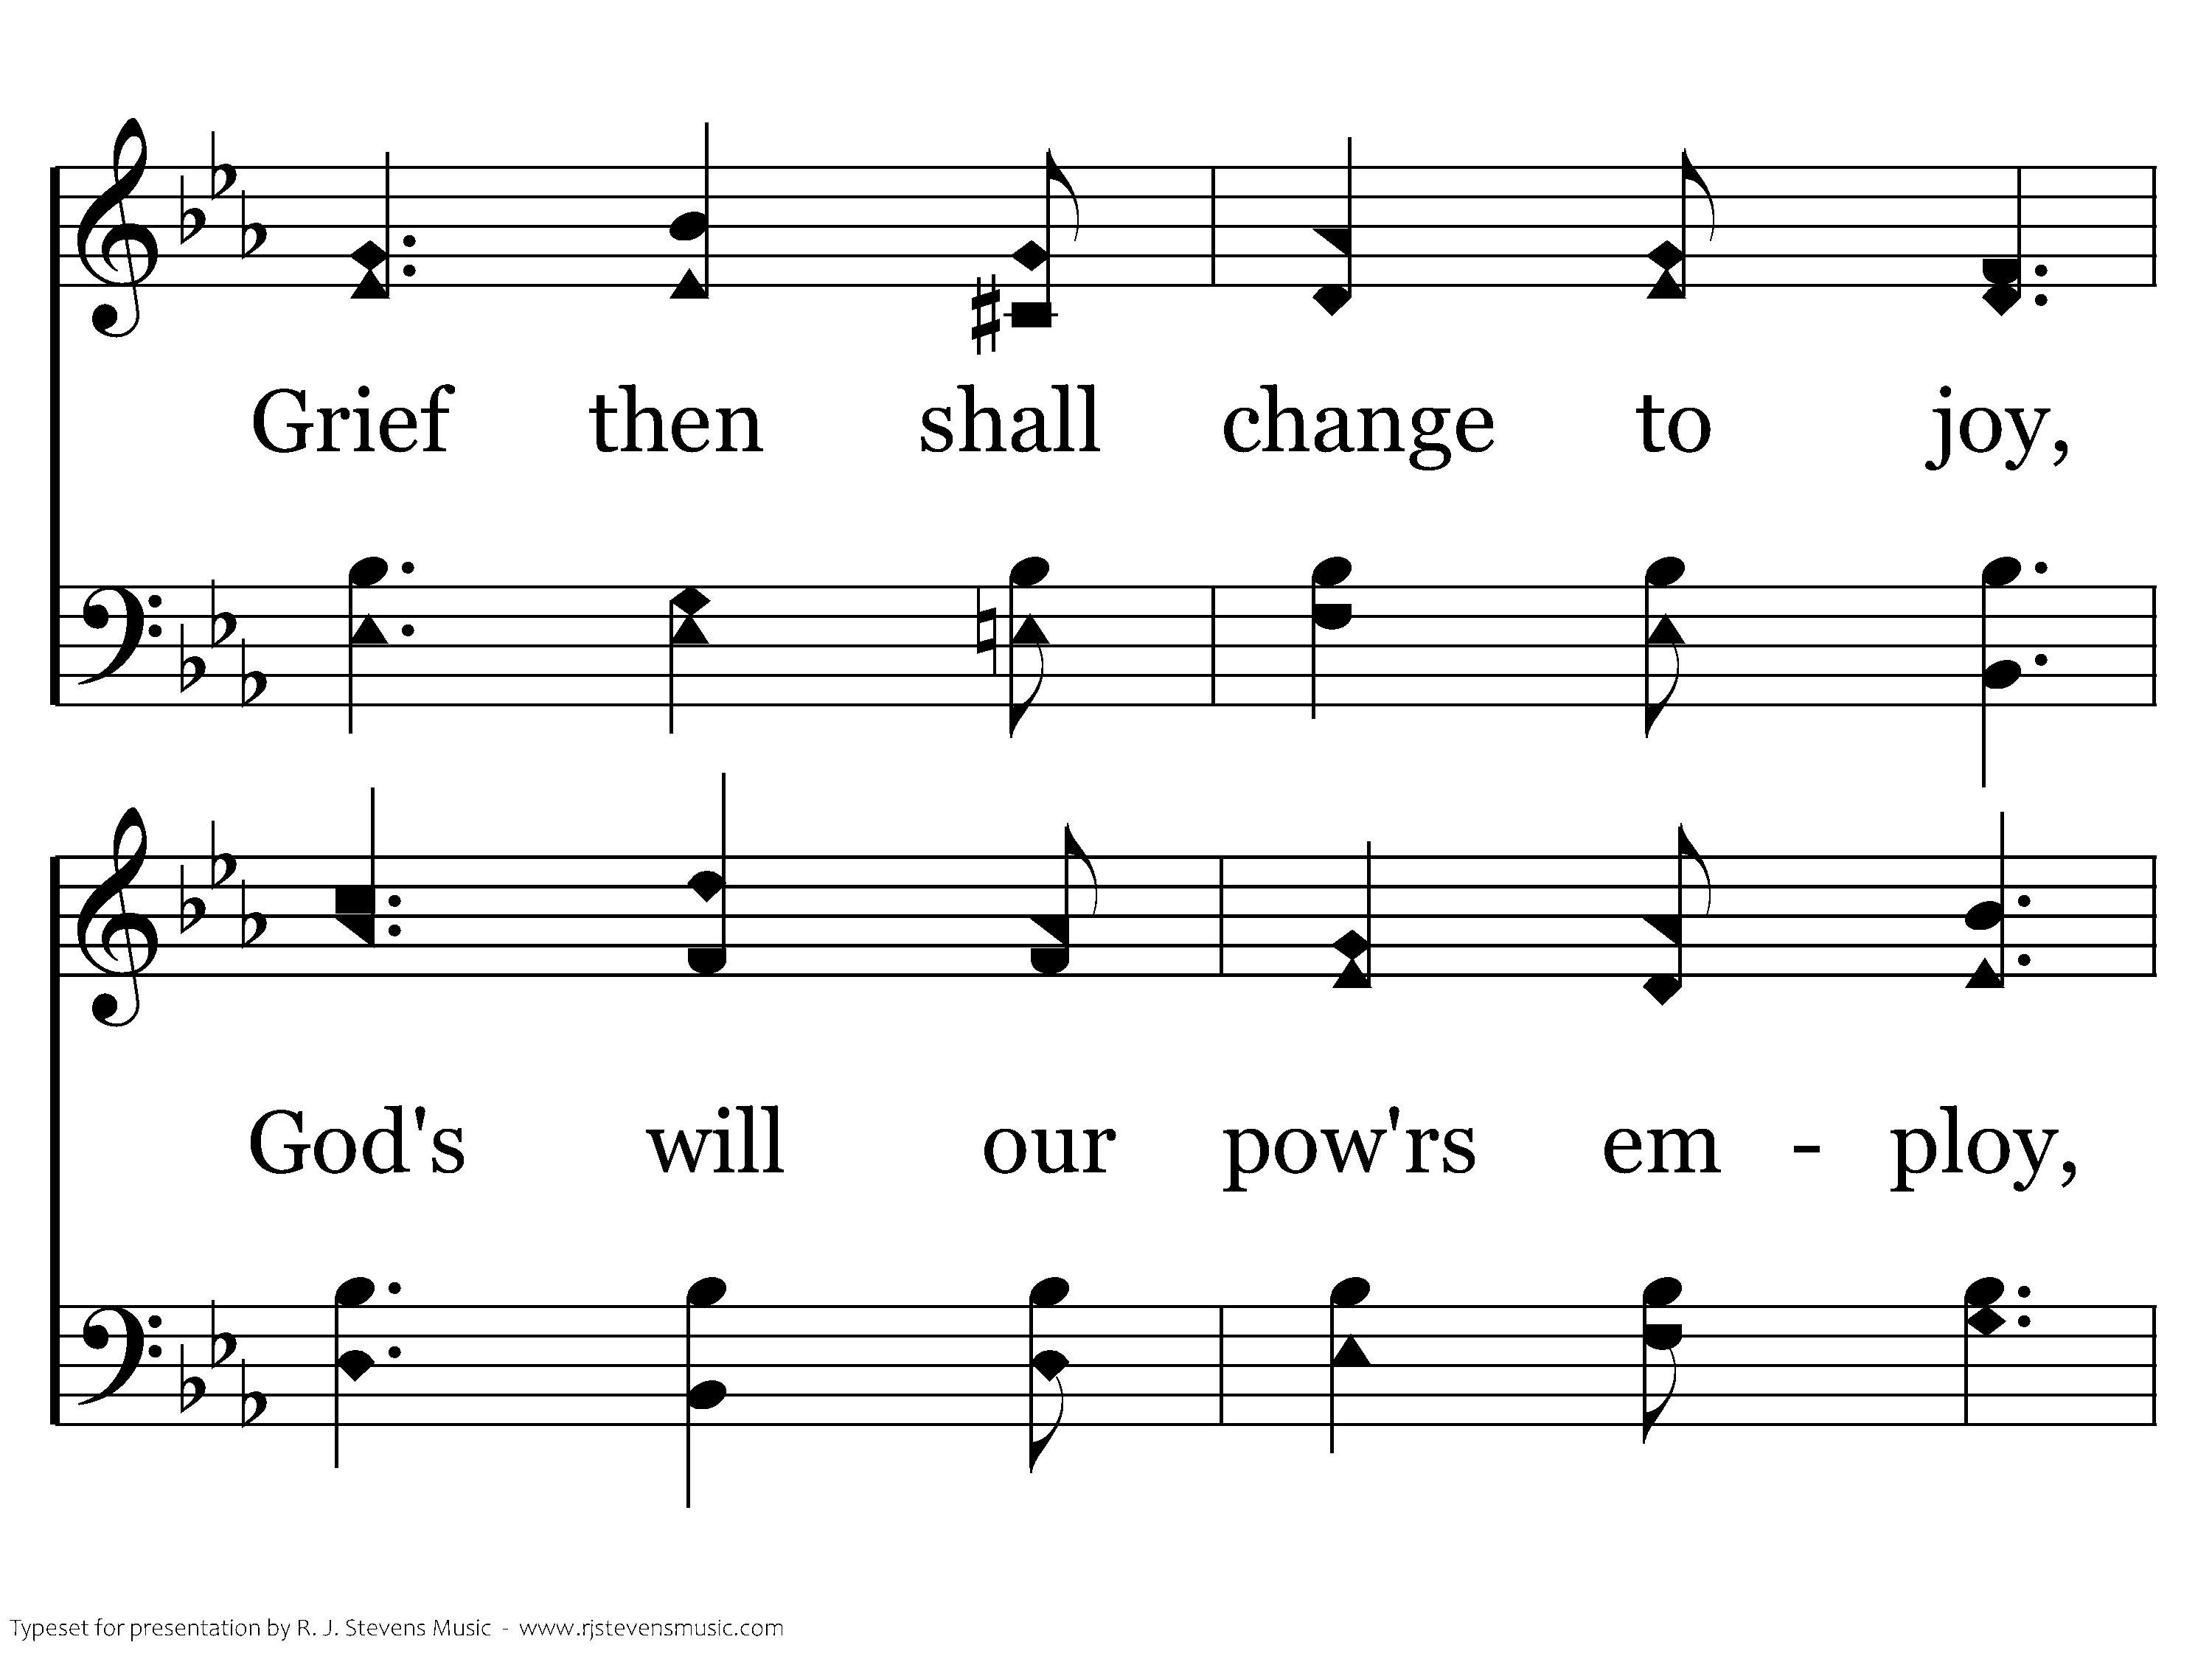 Grief then shall change to joy,
God's will our pow'rs em - ploy,
Typeset for presentation by R. J. Stevens Music - www.rjstevensmusic.com